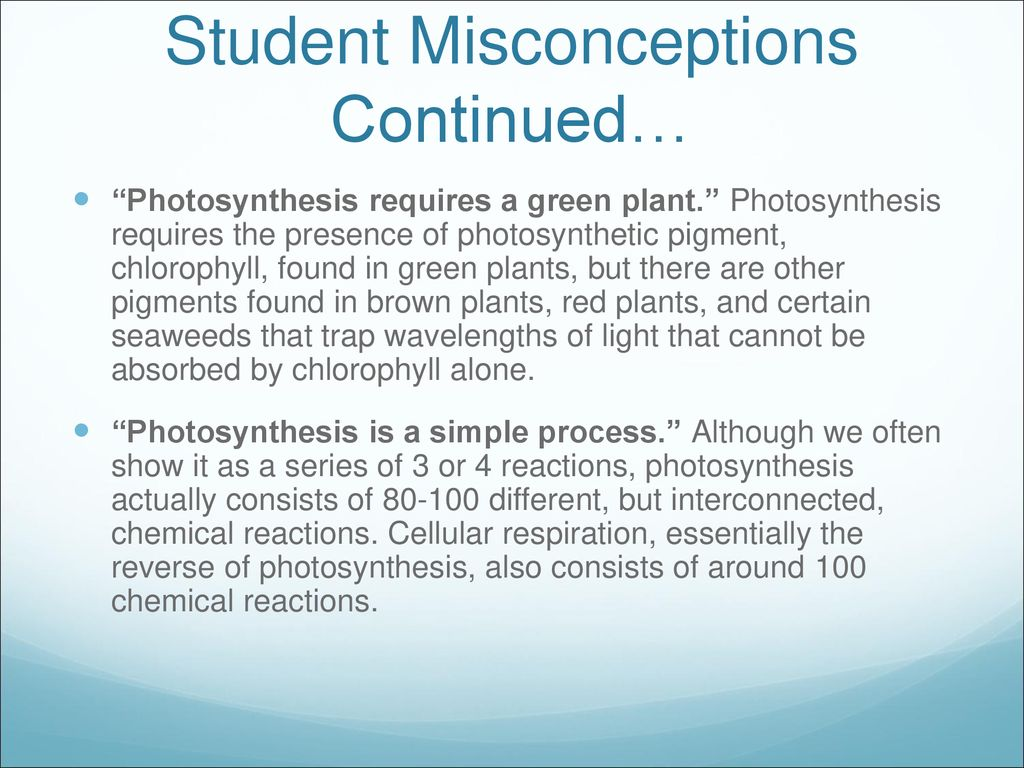 Student Misconceptions
Continued…
• “Photosynthesis requires a green plant.” Photosynthesis
requires the presence of photosynthetic pigment,
chlorophyll, found in green plants, but there are other
pigments found in brown plants, red plants, and certain
seaweeds that trap wavelengths of light that cannot be
absorbed by chlorophyll alone.
• “Photosynthesis is a simple process.” Although we often
show it as a series of 3 or 4 reactions, photosynthesis
actually consists of 80-100 different, but interconnected,
chemical reactions. Cellular respiration, essentially the
reverse of photosynthesis, also consists of around 100
chemical reactions.